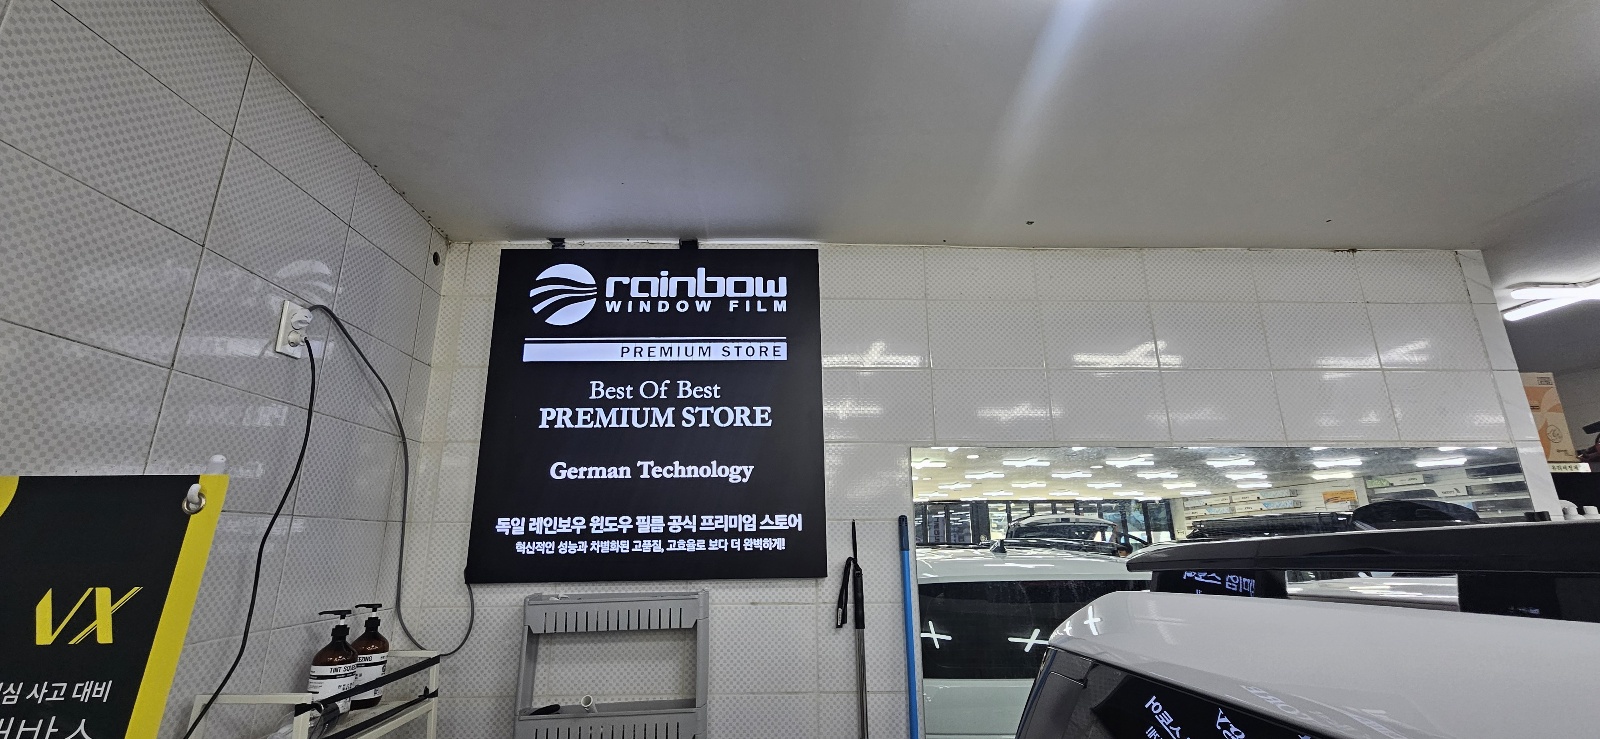 rainbow
WINDOW FILM
PREMIUM STORE
Best Of Best
PREMIUM STORE
German Technology
독일 레인보우 윈도우 필름 공식 프리미엄 스토어
혁신적인 성능과 차별화된 고품질, 고효율로 보다 더 완벽하게!
VX
심 사고 대비
TINT